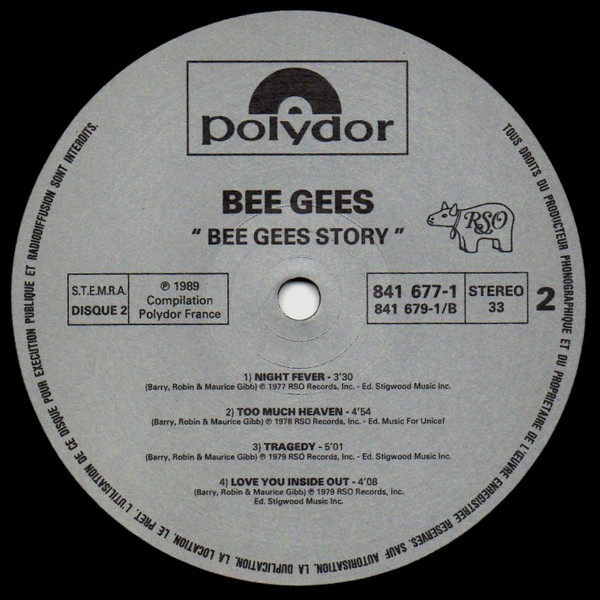 polydor
BEE GEES
" BEE GEES STORY "
RSO
S.T.E.M.R.A.
DISQUE 2
℗ 1989
Compilation
Polydor France
841 677-1
841 679-1/B
STEREO
33
2
1) NIGHT FEVER - 3'30
(Barry, Robin & Maurice Gibb) ℗ 1977 RSO Records, Inc. - Ed. Stigwood Music Inc.
2) TOO MUCH HEAVEN - 4'54
(Barry, Robin & Maurice Gibb) ℗ 1978 RSO Records, Inc. - Ed. Music For Unicef
3) TRAGEDY - 5'01
(Barry, Robin & Maurice Gibb) ℗ 1979 RSO Records, Inc. - Ed. Stigwood Music Inc.
4) LOVE YOU INSIDE OUT - 4'08
(Barry, Robin & Maurice Gibb) ℗ 1979 RSO Records, Inc.
Ed. Stigwood Music Inc.
TOUS DROITS DU PRODUCTEUR PHONOGRAPHIQUE ET DU PROPRIETAIRE DE L'ŒUVRE ENREGISTREE RESERVES. SAUF AUTORISATION, LA DUPLICATION, LA LOCATION, LE PRET, L'UTILISATION DE CE DISQUE POUR EXECUTION PUBLIQUE ET RADIODIFFUSION SONT INTERDITS.